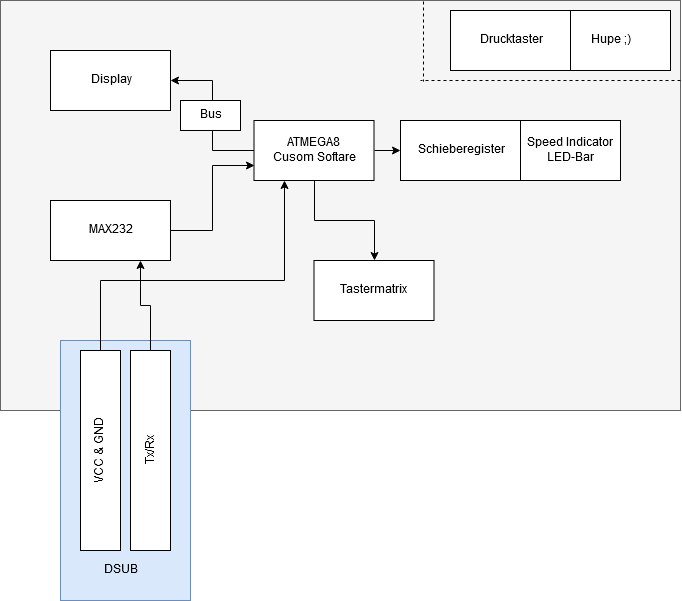 Drucktaster
Hupe ;)
Display
Bus
ATMEGA8
Cusom Softare
Schieberegister
Speed Indicator
LED-Bar
MAX232
Tastermatrix
VCC & GND
Tx/Rx
DSUB